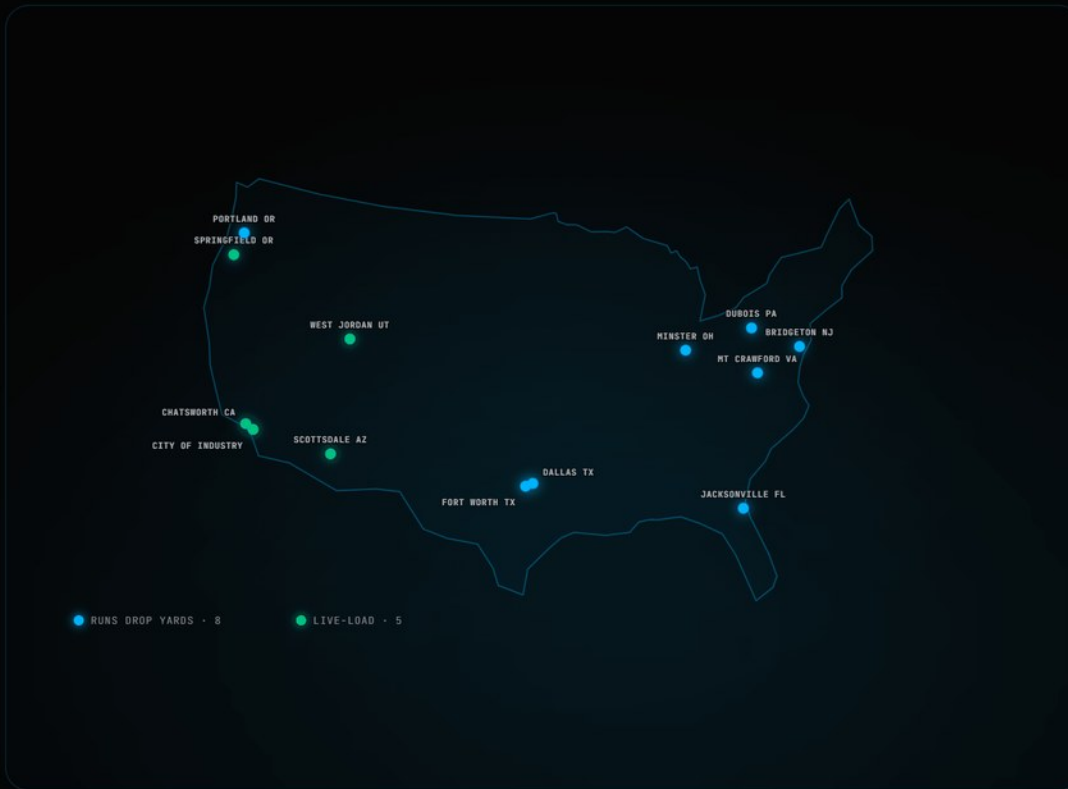 PORTLAND OR
SPRINGFIELD OR
DUBOIS PA
WEST JORDAN UT
BRIDGETON NJ
MINSTER OH
MT CRAWFORD VA
CHATSWORTH CA
SCOTTSDALE AZ
CITY OF INDUSTRY
DALLAS TX
JACKSONVILLE FL
FORT WORTH TX
RUNS DROP YARDS · 8
LIVE-LOAD · 5